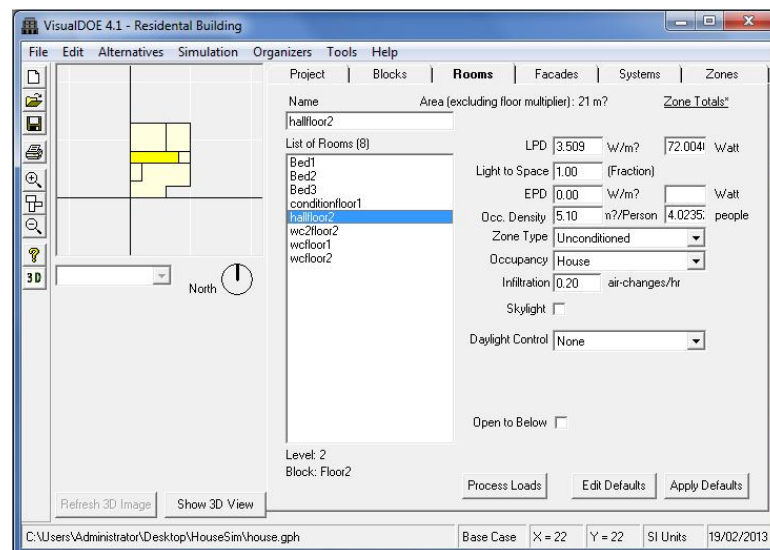 VisualDOE 4.1 - Residental Building
File Edit Alternatives Simulation Organizers Tools Help
Project Blocks Rooms Facades Systems Zones
Name Area (excluding floor multiplier): 21 m? Zone Totals*
hallfloor2
List of Rooms (8)
Bed1
Bed2
Bed3
conditionfloor1
hallfloor2
wc2floor2
wcfloor1
wcfloor2
LPD 3.509 W/m? 72.004 Watt
Light to Space 1.00 (Fraction)
EPD 0.00 W/m? Watt
Occ. Density 5.10 m?/Person 4.0235 people
Zone Type Unconditioned
Occupancy House
Infiltration 0.20 air-changes/hr
Skylight
Daylight Control None
Open to Below
Level: 2
Block: Floor2
Process Loads Edit Defaults Apply Defaults
3D
North
Refresh 3D Image Show 3D View
C:\Users\Administrator\Desktop\HouseSim\house.gph Base Case X = 22 Y = 22 SI Units 19/02/2013